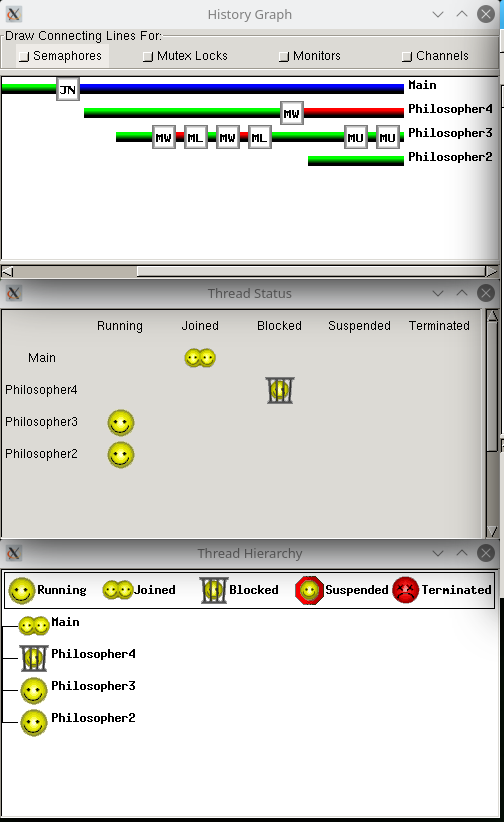 History Graph
Draw Connecting Lines For:
Semaphores Mutex Locks Monitors Channels
JN Main
MW Philosopher4
MW ML MW ML MU MU Philosopher3
Philosopher2
Thread Status
Running Joined Blocked Suspended Terminated
Main
Philosopher4
Philosopher3
Philosopher2
Thread Hierarchy
Running Joined Blocked Suspended Terminated
Main
Philosopher4
Philosopher3
Philosopher2